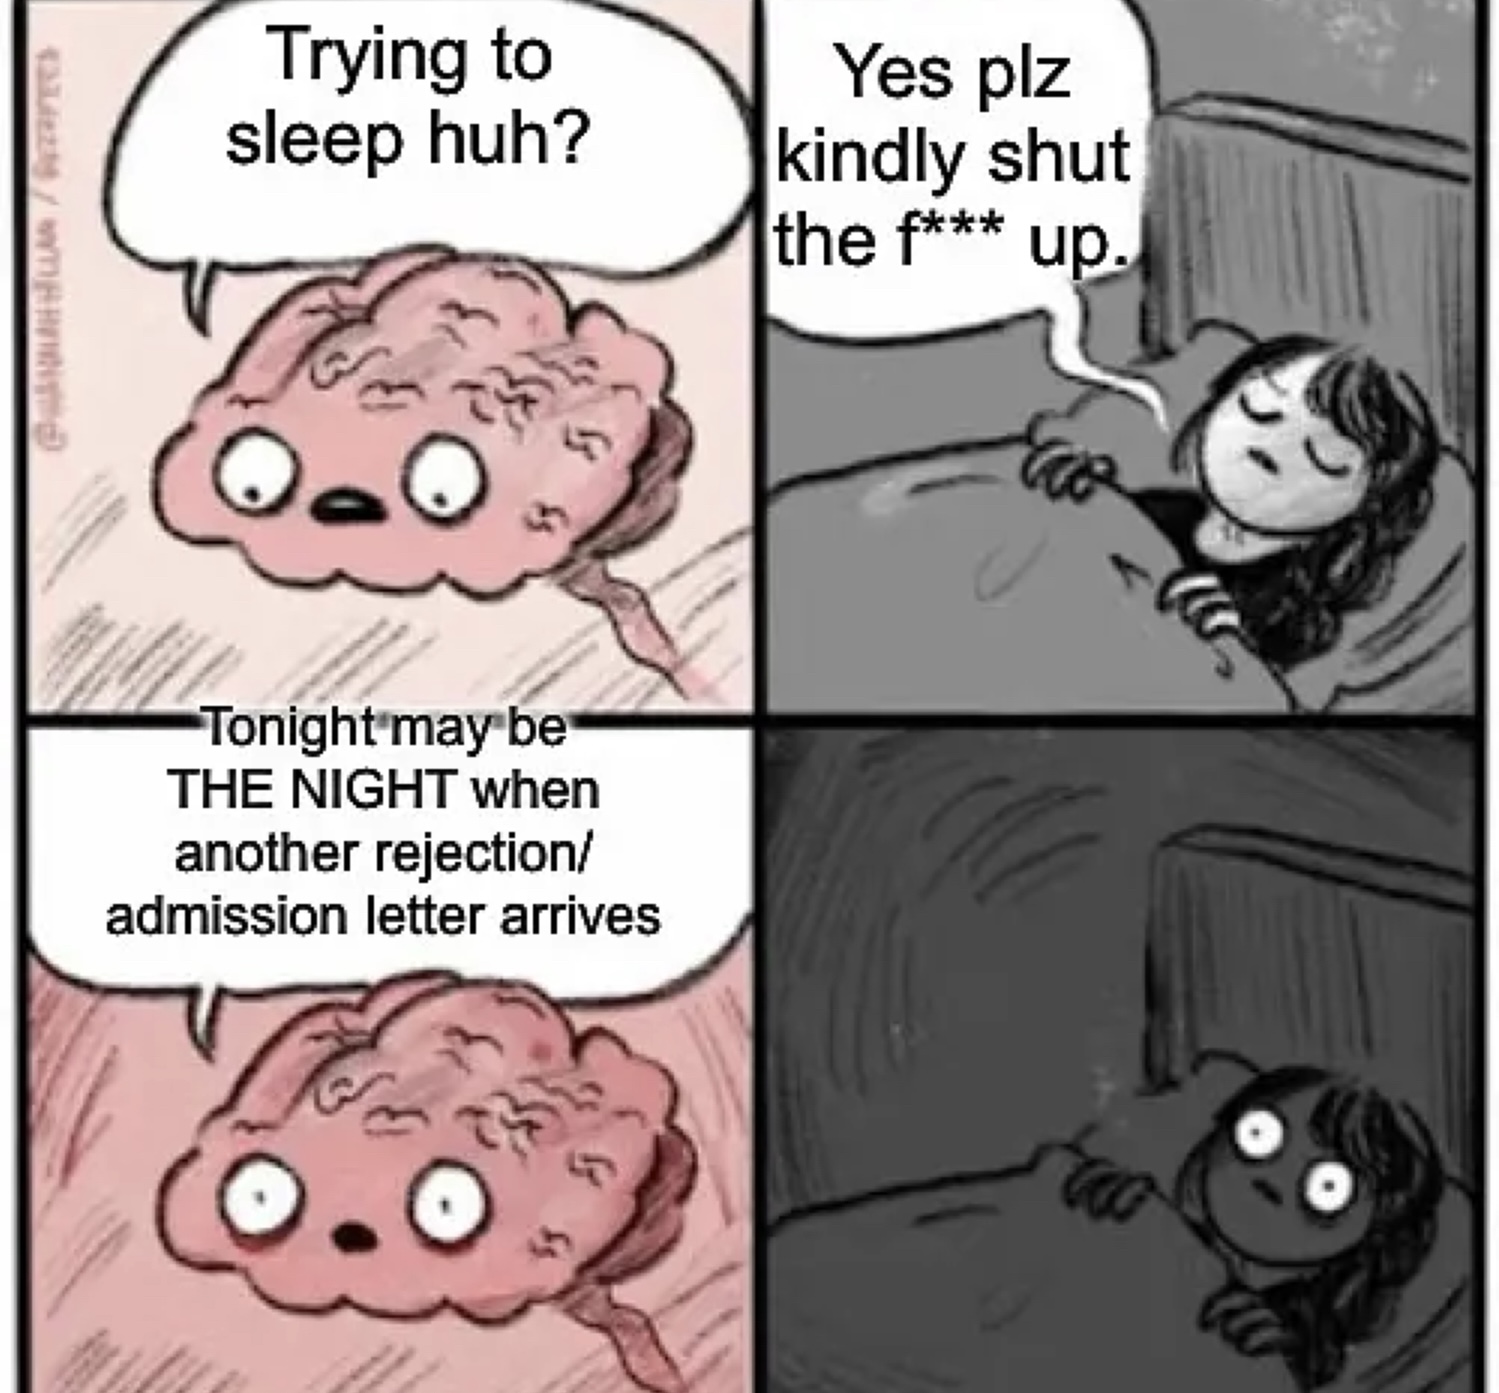 Trying to
sleep huh?
Yes plz
kindly shut
the f*** up.
Tonight may be
THE NIGHT when
another rejection/
admission letter arrives